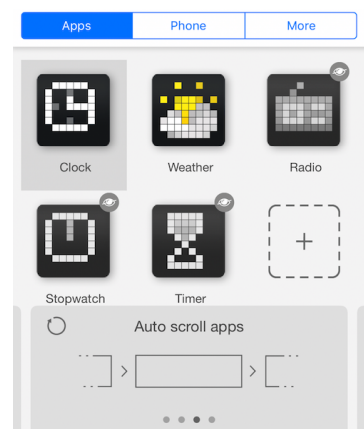 Apps Phone More
Clock Weather Radio
Stopwatch Timer
Auto scroll apps